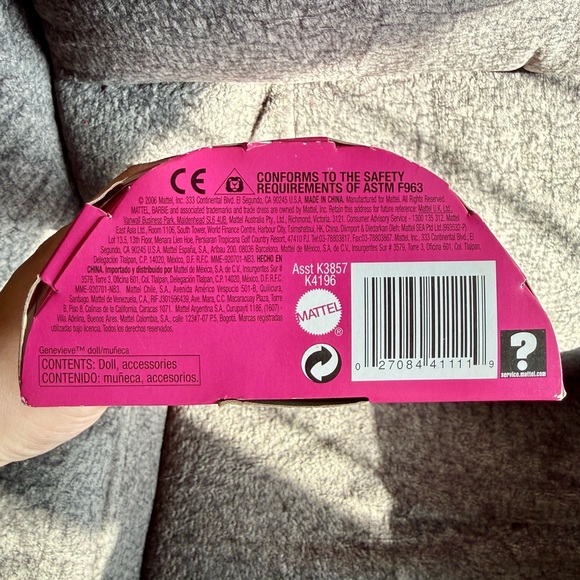 CE
CONFORMS TO THE SAFETY
REQUIREMENTS OF ASTM F963
© 2006 Mattel, Inc. 333 Continental Blvd. El Segundo, CA 90245 U.S.A. MADE IN CHINA. Manufactured for Mattel. All Rights Reserved.
MATTEL, BARBIE and associated trademarks and trade dress are owned by Mattel, Inc. Retain this address for future reference: Mattel U.K. Ltd.,
Vanwall Business Park, Maidenhead SL6 4UB. Mattel Australia Pty., Ltd., Richmond, Victoria. 3121. Consumer Advisory Service - 1300 135 312. Mattel
East Asia Ltd., Room 1106, South Tower, World Finance Centre, Harbour City, Tsimshatsui, HK, China. Diimport & Diedarkan Oleh: Mattel SEA Ptd Ltd.(993532-P)
Lot 13.5, 13th Floor, Menara Lien Hoe, Persiaran Tropicana Golf Country Resort, 47410 PJ. Tel:03-78803817, Fax:03-78803867. Mattel, Inc. 333 Continental Blvd., El
Segundo, CA 90245 U.S.A. Mattel España, S.A., Aribau 200. 08036 Barcelona. Mattel de México, S.A. de C.V., Insurgentes Sur # 3579, Torre 3, Oficina 601, Col. Tlalpan,
Delegación Tlalpan, C.P. 14020, México, D.F. R.F.C. MME-920701-NB3. HECHO EN
CHINA. Importado y distribuido por Mattel de México, S.A. de C.V., Insurgentes Sur #
3579, Torre 3, Oficina 601, Col. Tlalpan, Delegación Tlalpan, C.P. 14020, México, D.F. R.F.C.
MME-920701-NB3. Mattel Chile, S.A., Avenida Américo Vespucio 501-B, Quilicura,
Santiago. Mattel de Venezuela, C.A., RIF J301596439, Ave. Mara, C.C. Macaracuay Plaza, Torre
B, Piso 8, Colinas de la California, Caracas 1071. Mattel Argentina S.A., Curupaytí 1186, (1607) -
Villa Adelina, Buenos Aires. Mattel Colombia, S.A., calle 123#7-07 P.5, Bogotá. Marcas registradas
utilizadas bajo licencia. Todos los derechos reservados.
Asst K3857
K4196
MATTEL
®
0 27084 41111 9
?
service.mattel.com
Genevieve™ doll/muñeca
CONTENTS: Doll, accessories
CONTENIDO: muñeca, accesorios.